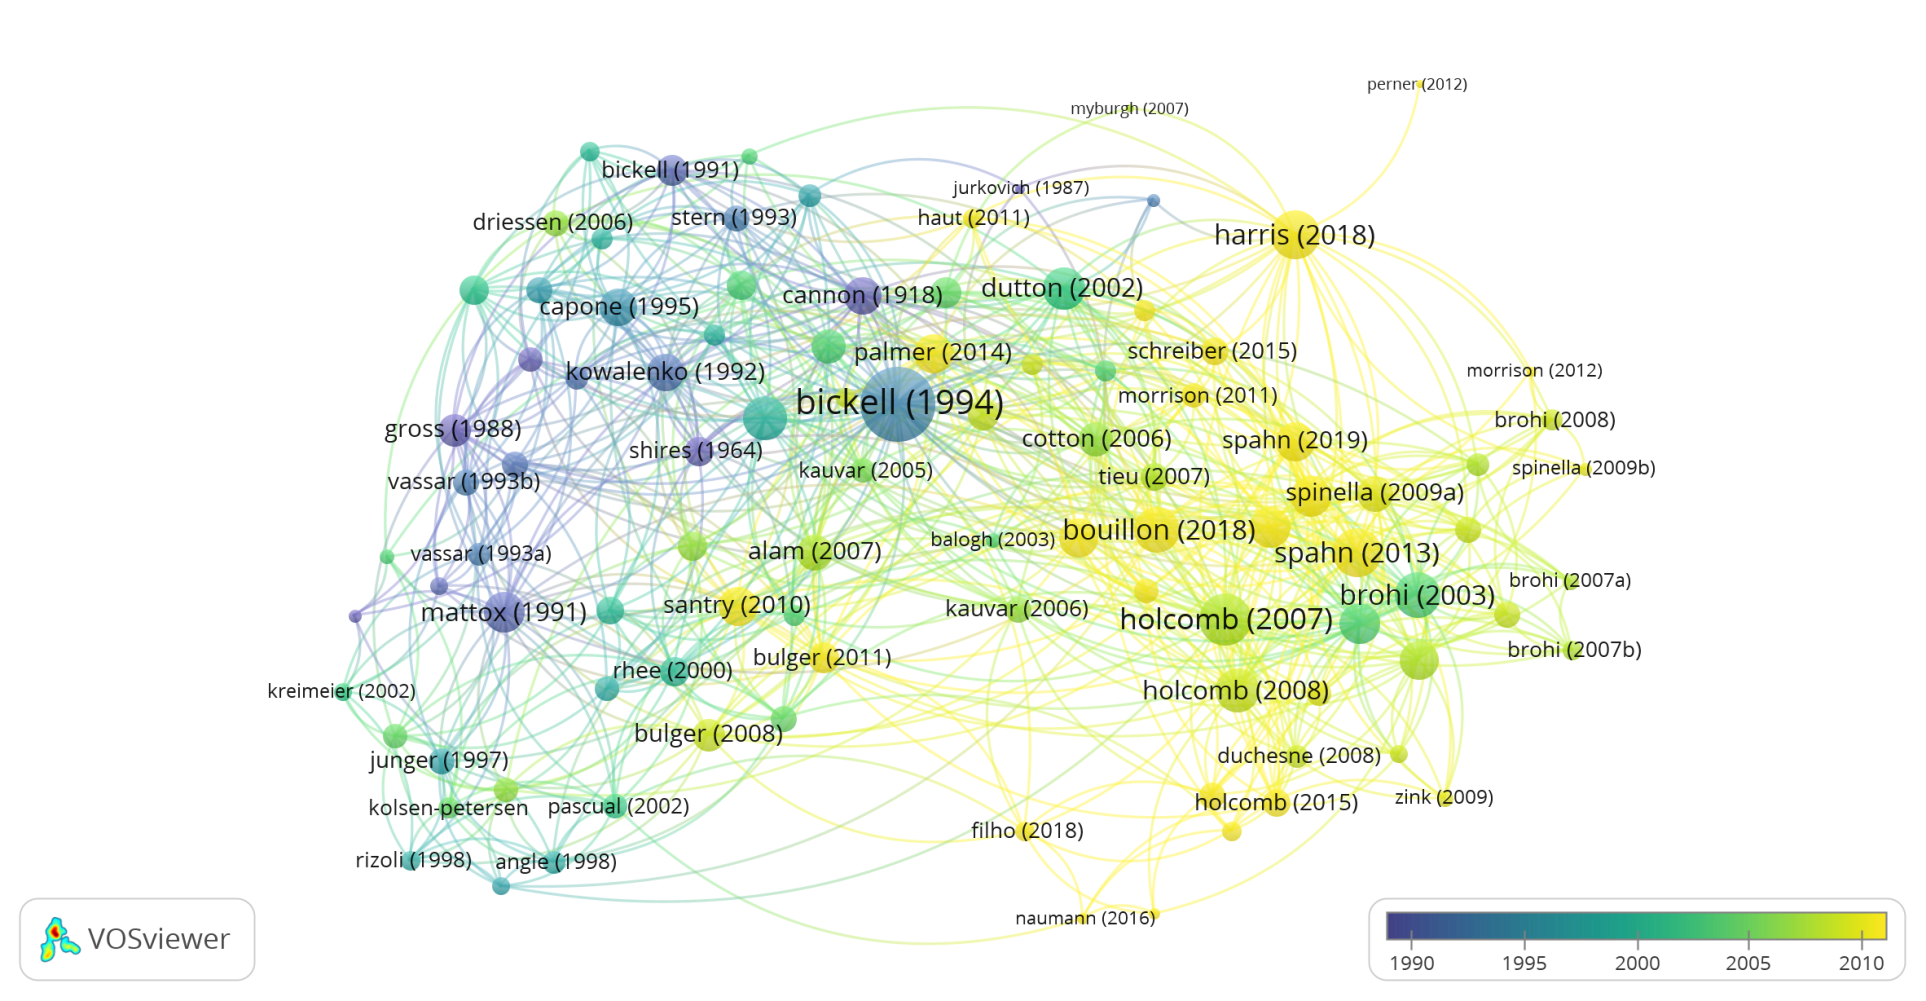 perner (2012)
myburgh (2007)
bickell (1991)
jurkovich (1987)
driessen (2006)
stern (1993)
haut (2011)
harris (2018)
cannon (1918)
dutton (2002)
capone (1995)
palmer (2014)
schreiber (2015)
kowalenko (1992)
morrison (2012)
bickell (1994)
morrison (2011)
brohi (2008)
gross (1988)
shires (1964)
cotton (2006)
spahn (2019)
kauvar (2005)
tieu (2007)
spinella (2009b)
vassar (1993b)
spinella (2009a)
bouillon (2018)
balogh (2003)
vassar (1993a)
alam (2007)
spahn (2013)
brohi (2007a)
brohi (2003)
santry (2010)
kauvar (2006)
mattox (1991)
holcomb (2007)
brohi (2007b)
bulger (2011)
rhee (2000)
kreimeier (2002)
holcomb (2008)
bulger (2008)
duchesne (2008)
junger (1997)
zink (2009)
holcomb (2015)
kolsen-petersen
pascual (2002)
filho (2018)
rizoli (1998)
angle (1998)
naumann (2016)
VOSviewer
1990
1995
2000
2005
2010